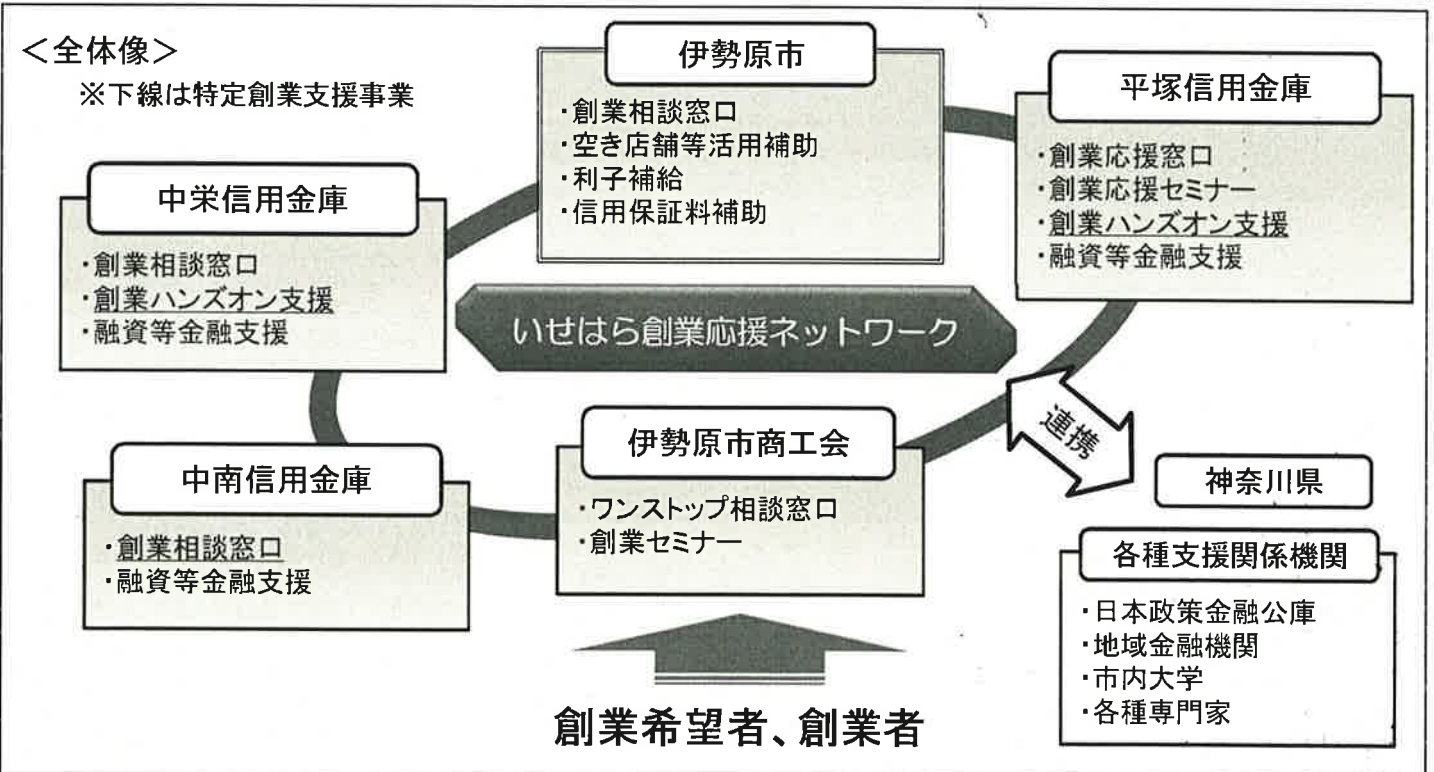 ＜全体像＞
※下線は特定創業支援事業
伊勢原市
・創業相談窓口
・空き店舗等活用補助
・利子補給
・信用保証料補助
平塚信用金庫
・創業応援窓口
・創業応援セミナー
・創業ハンズオン支援
・融資等金融支援
中栄信用金庫
・創業相談窓口
・創業ハンズオン支援
・融資等金融支援
いせはら創業応援ネットワーク
中南信用金庫
・創業相談窓口
・融資等金融支援
伊勢原市商工会
・ワンストップ相談窓口
・創業セミナー
連携
神奈川県
各種支援関係機関
・日本政策金融公庫
・地域金融機関
・市内大学
・各種専門家
創業希望者、創業者